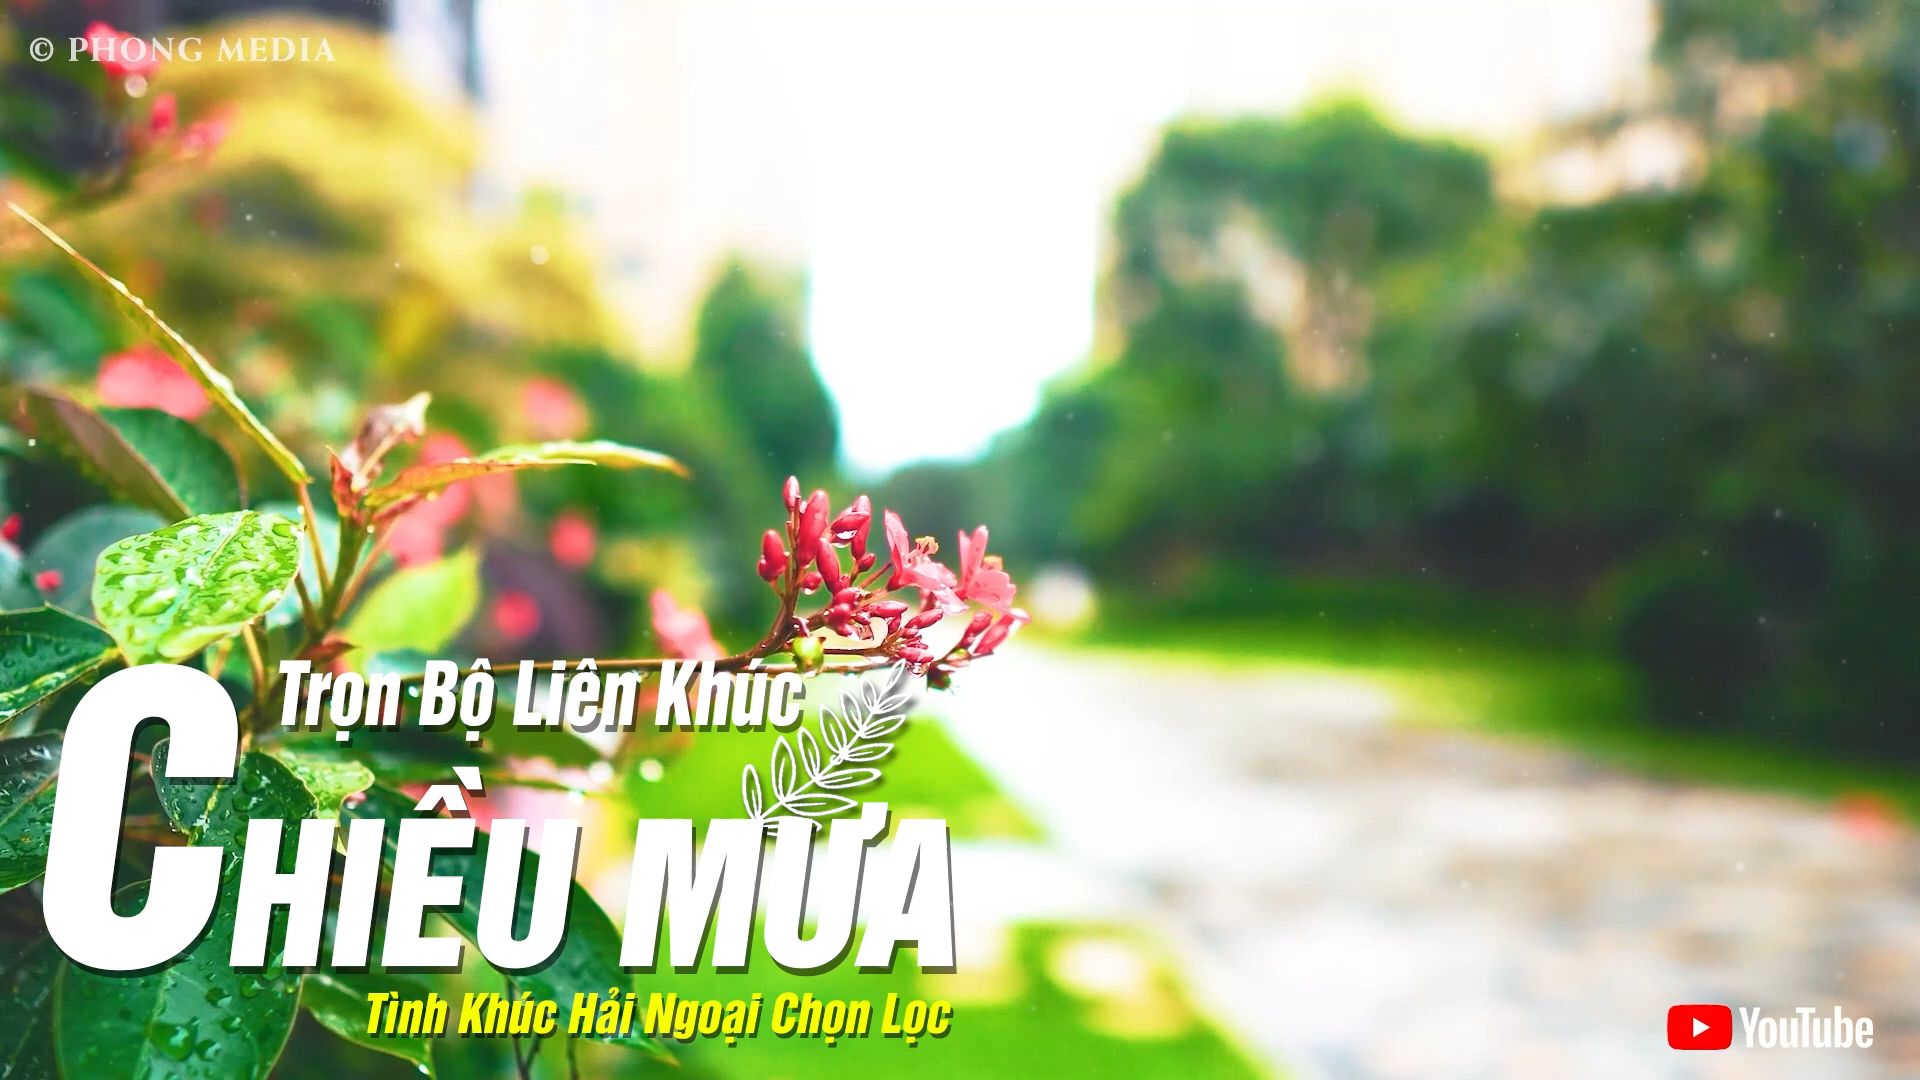 © PHONG MEDIA
Trọn Bộ Liên Khúc
CHIỀU MƯA
Tình Khúc Hải Ngoại Chọn Lọc
YouTube